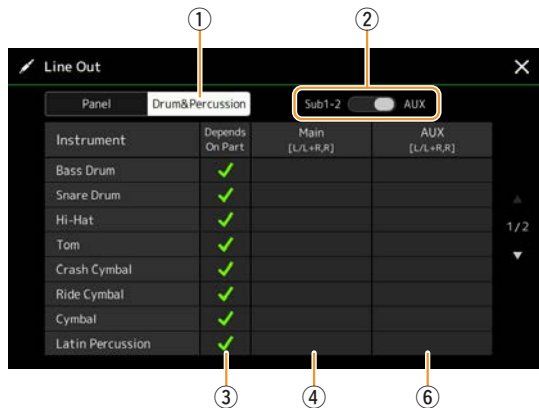 ① ②
Line Out
Panel Drum&Percussion Sub1-2 AUX
Instrument Depends On Part Main [L/L+R,R] AUX [L/L+R,R]
Bass Drum
Snare Drum
Hi-Hat
1/2
Tom
Crash Cymbal
Ride Cymbal
Cymbal
Latin Percussion
③ ④ ⑥